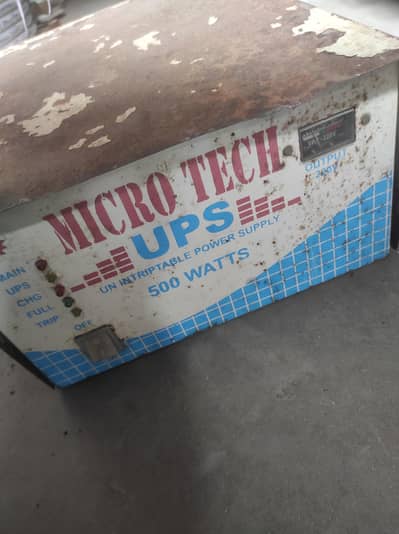 MICRO TECH
UPS
UN INTRIPTABLE POWER SUPPLY
500 WATTS
OUTPUT
MAIN
UPS
CHG
FULL
TRIP
OFF